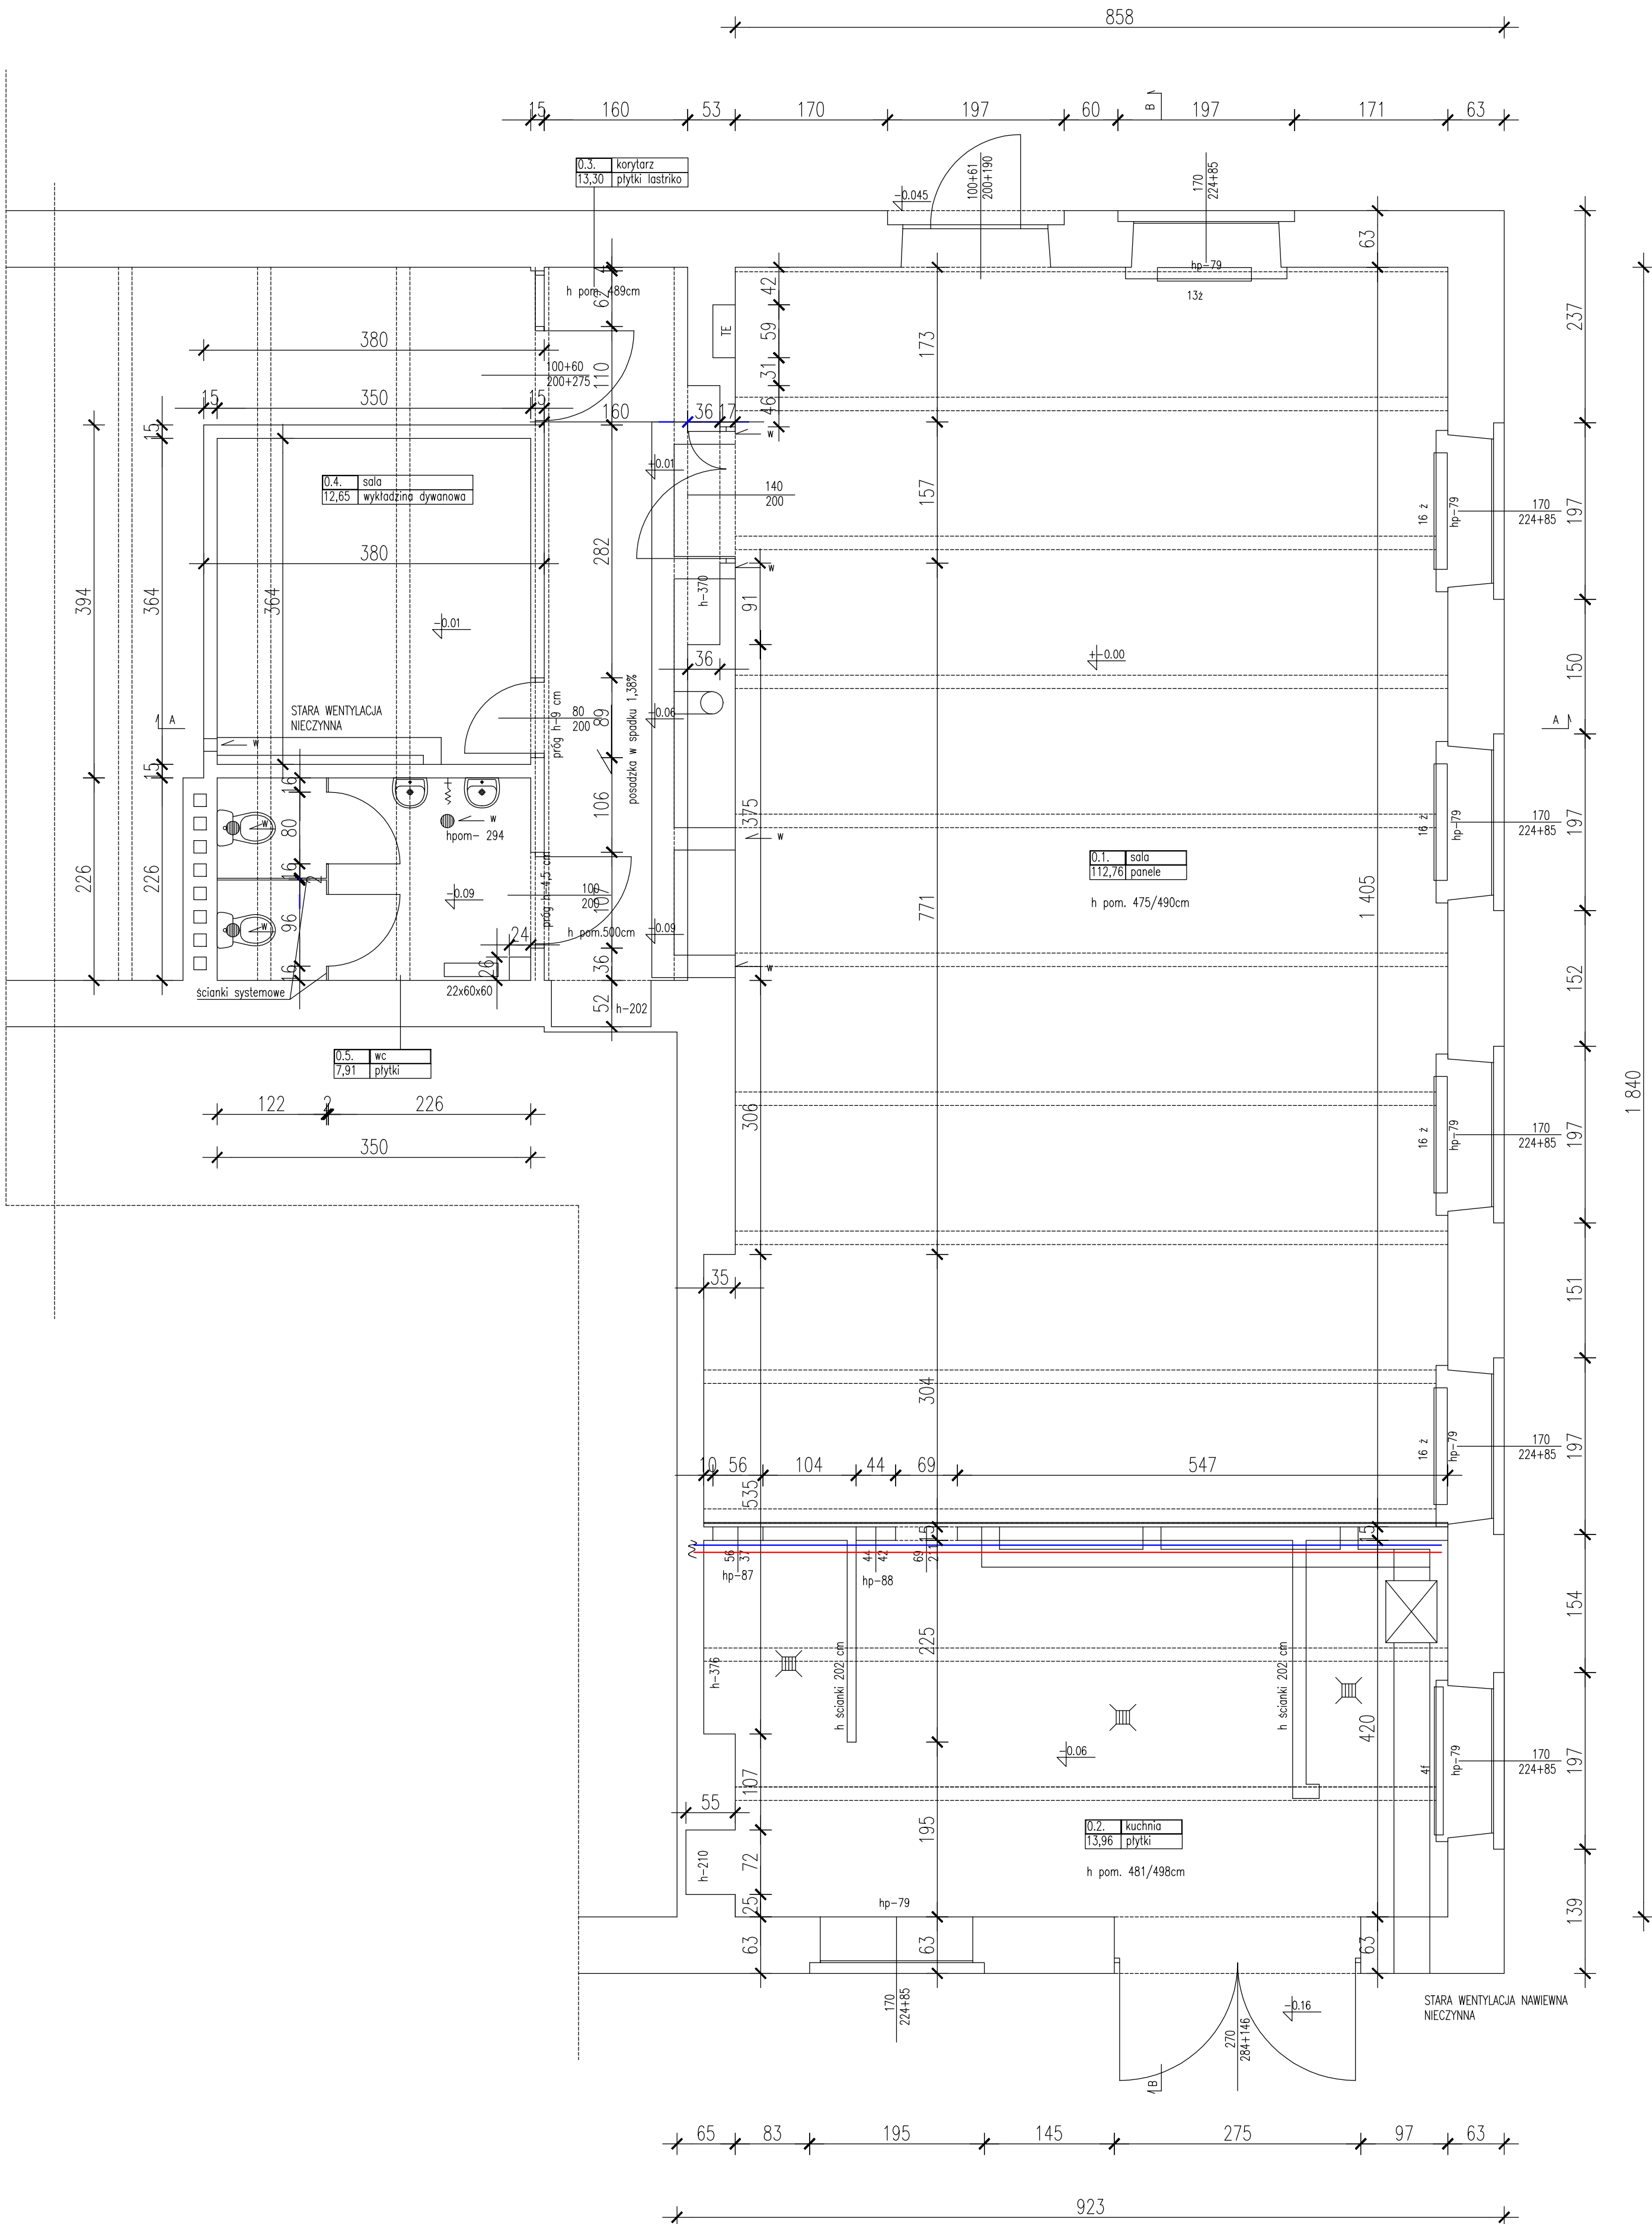 858
15 160 53 170 197 60 197 171 63
B
0.3. korytarz
13,30 płytki lastriko
-0.045
100+61
200+190
170
224+85
63
hp-79
13ż
h pom. 489cm
62
42
59
31
46
TE
173
237
380
100+60
200+275
110
15 350 15 160 36 17
w
15
0.4. sala
12,65 wykładzina dywanowa
-0.01
140
200
157
16 ż
hp-79
170
224+85
197
380
282
394
364
364
h-370
91
w
-0.01
36
+-0.00
150
próg h-9 cm
80
200
89
posadzka w spadku 1,38%
-0.06
STARA WENTYLACJA
NIECZYNNA
A
A
w
15
16
80
16
2
96
16
w
w
w
hpom- 294
106
375
w
16 ż
hp-79
170
224+85
197
0.1. sala
112,76 panele
h pom. 475/490cm
226
226
-0.09
próg h-4,5 cm
100
200
107
h pom.500cm
-0.09
24
26
36
w
771
1 405
152
ścianki systemowe
22x60x60
52
h-202
0.5. wc
7,91 płytki
122 2 226
350
306
16 ż
hp-79
170
224+85
197
1 840
35
151
304
10 56 104 44 69 547
535
16 ż
hp-79
170
224+85
197
15
15
56
37
hp-87
44
42
hp-88
69
211
h-376
h ścianki 202 cm
225
h ścianki 202 cm
154
420
-0.06
107
55
4f
hp-79
170
224+85
197
195
0.2. kuchnia
13,96 płytki
h pom. 481/498cm
h-210
72
25
hp-79
139
63
63
63
170
224+85
270
284+146
-0.16
STARA WENTYLACJA NAWIEWNA
NIECZYNNA
B
65 83 195 145 275 97 63
923